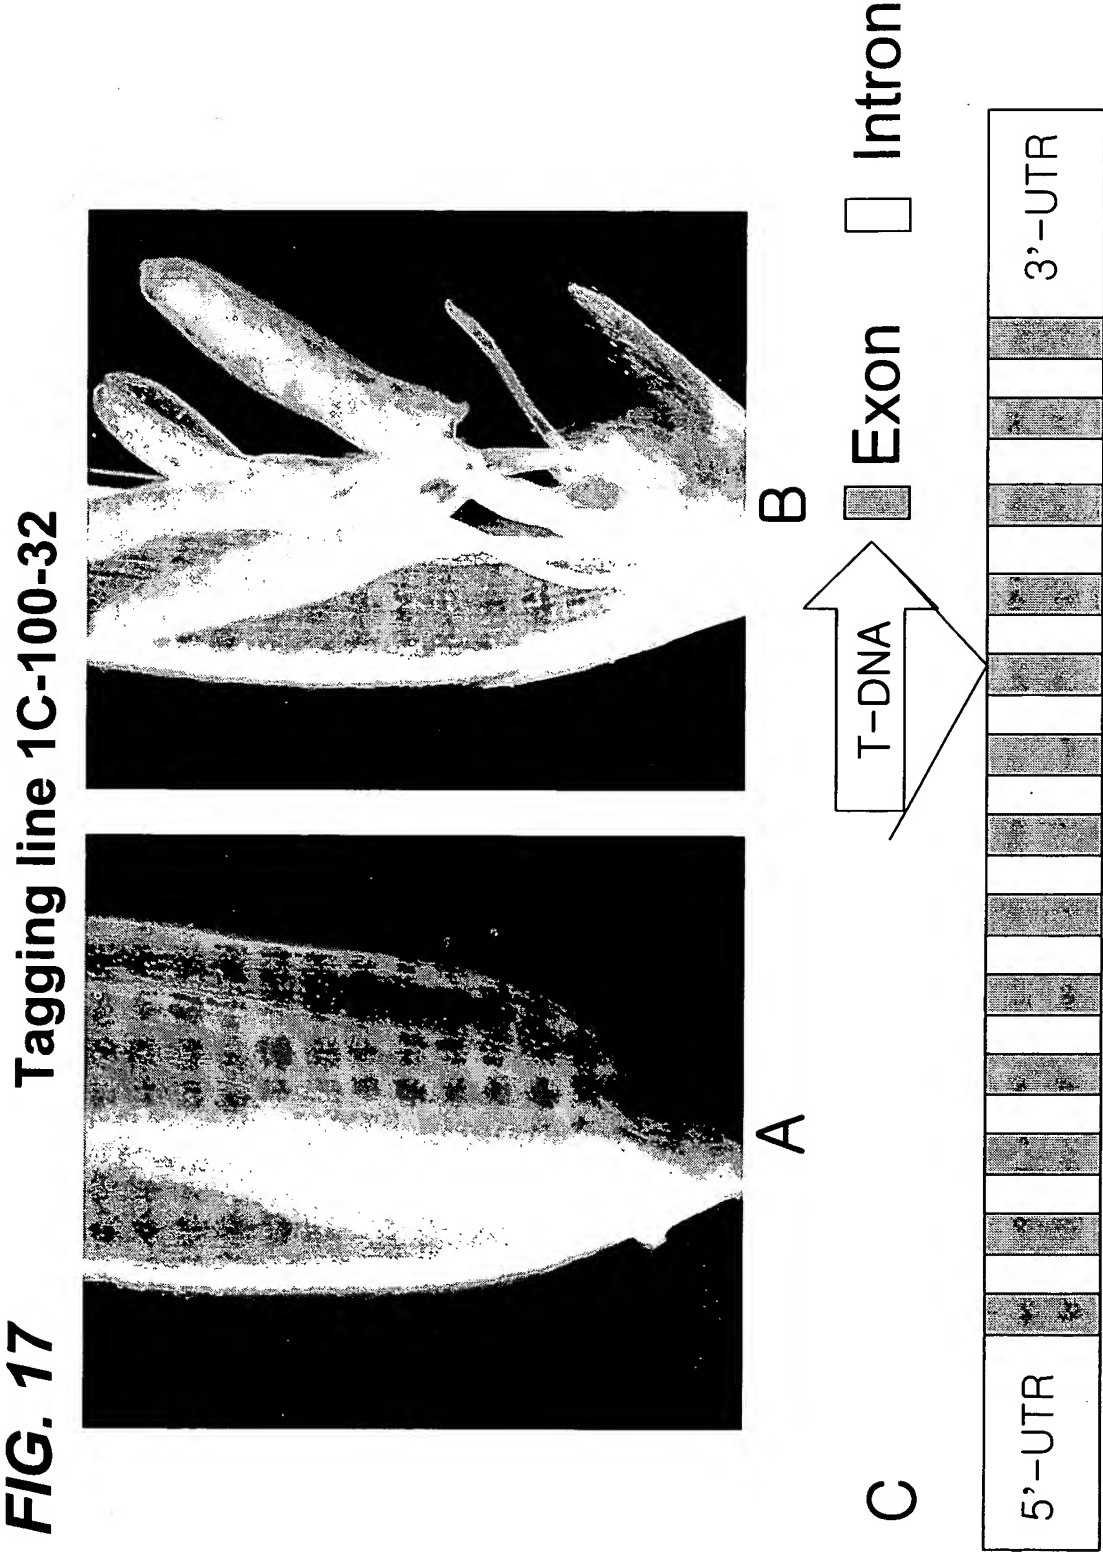 FIG. 17
Tagging line 1C-100-32
A
B
C
T-DNA
Exon
Intron
5'-UTR
3'-UTR